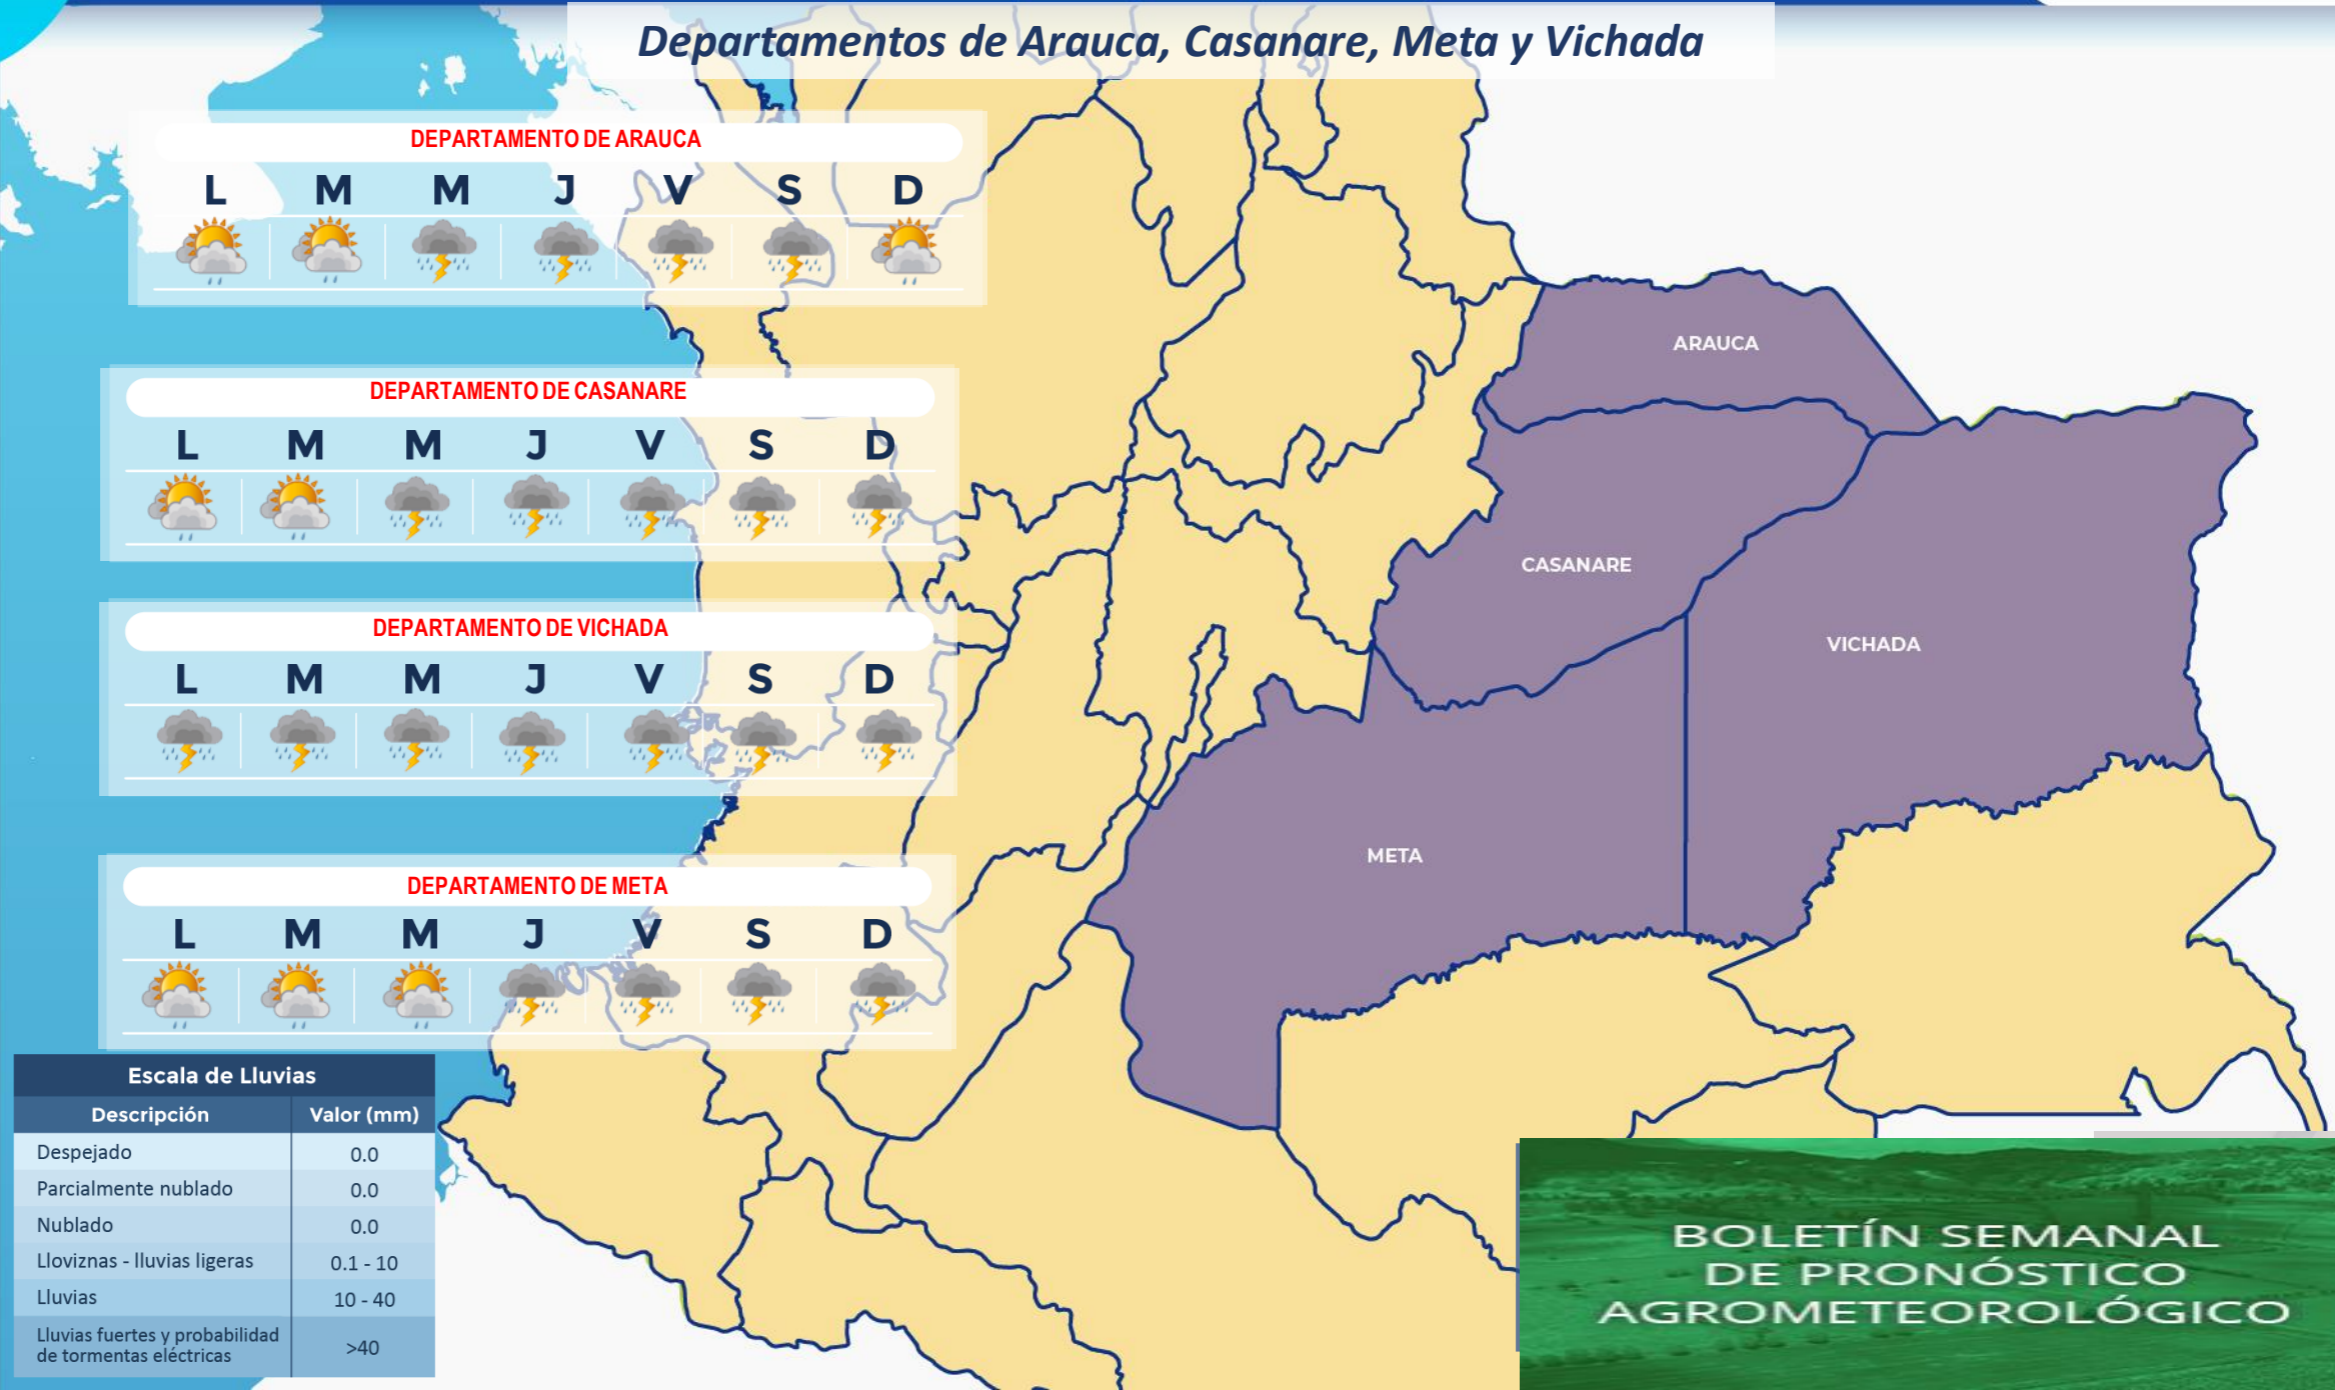 Departamentos de Arauca, Casanare, Meta y Vichada
DEPARTAMENTO DE ARAUCA
L M M J V S D
DEPARTAMENTO DE CASANARE
L M M J V S D
DEPARTAMENTO DE VICHADA
L M M J V S D
DEPARTAMENTO DE META
L M M J V S D
ARAUCA
CASANARE
VICHADA
META
Escala de Lluvias
Descripción Valor (mm)
Despejado 0.0
Parcialmente nublado 0.0
Nublado 0.0
Lloviznas - lluvias ligeras 0.1 - 10
Lluvias 10 - 40
Lluvias fuertes y probabilidad
de tormentas eléctricas >40
BOLETÍN SEMANAL
DE PRONÓSTICO
AGROMETEOROLÓGICO